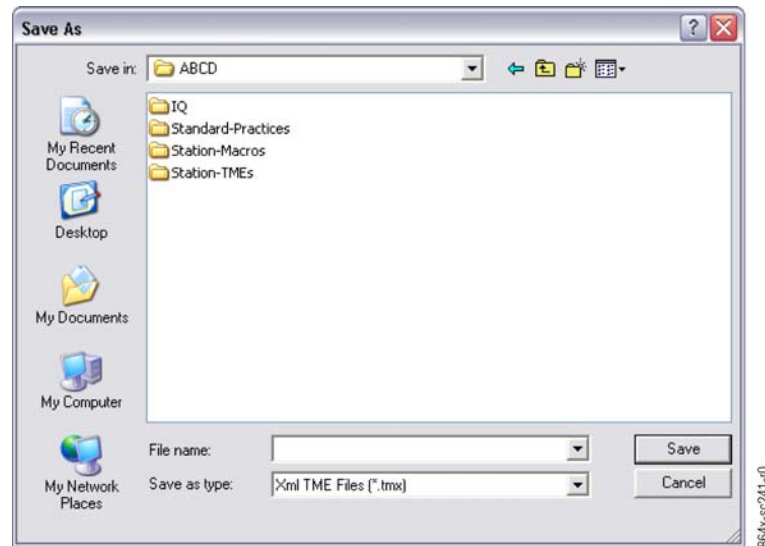 Save As
Save in:
ABCD
IQ
Standard-Practices
Station-Macros
Station-TMEs
My Recent
Documents
Desktop
My Documents
My Computer
My Network
Places
File name:
Save
Save as type:
Xml TME Files (*.tmx)
Cancel